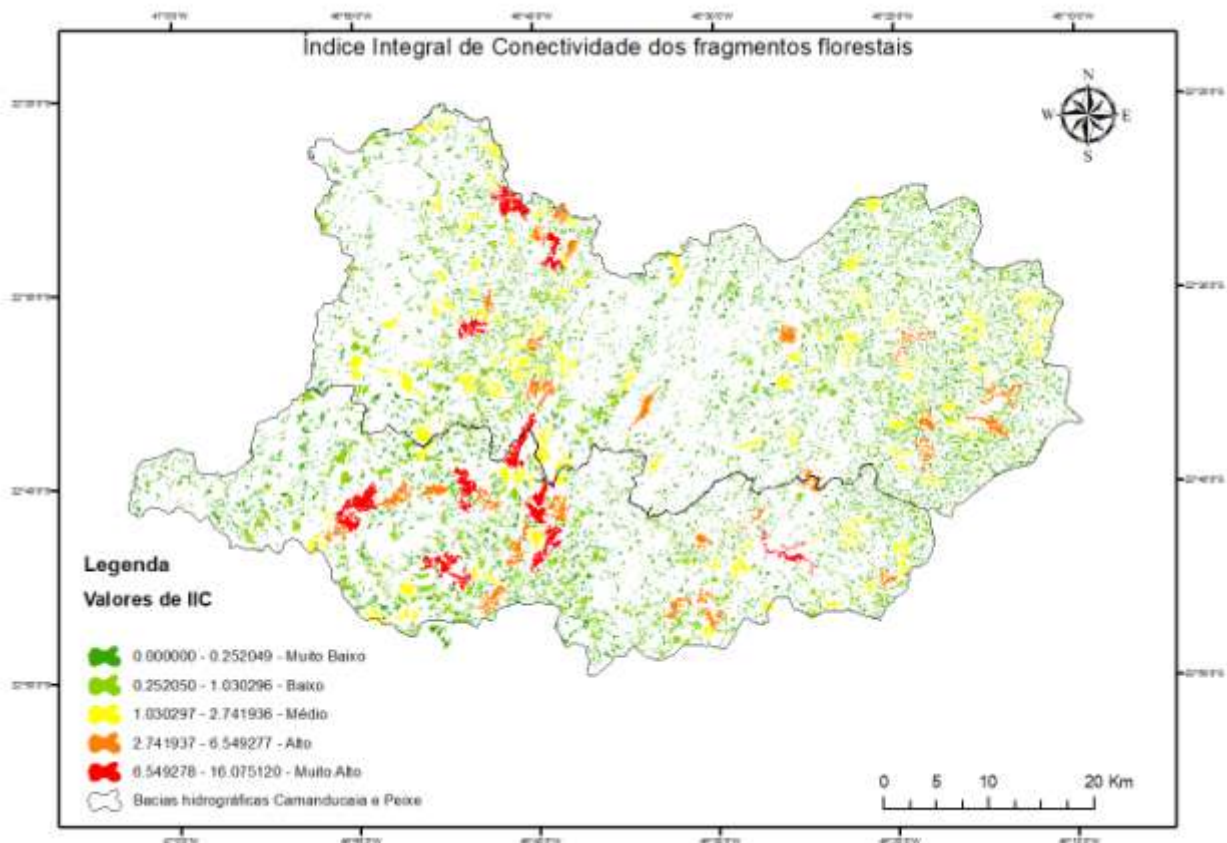 Índice Integral de Conectividade dos fragmentos florestais
N
W E
S
Legenda
Valores de IIC
0.000000 - 0.252049 - Muito Baixo
0.252050 - 1.030296 - Baixo
1.030297 - 2.741936 - Médio
2.741937 - 6.549277 - Alto
6.549278 - 16.075120 - Muito Alto
Bacias hidrográficas Camanducaia e Peixe
0 5 10 20 Km